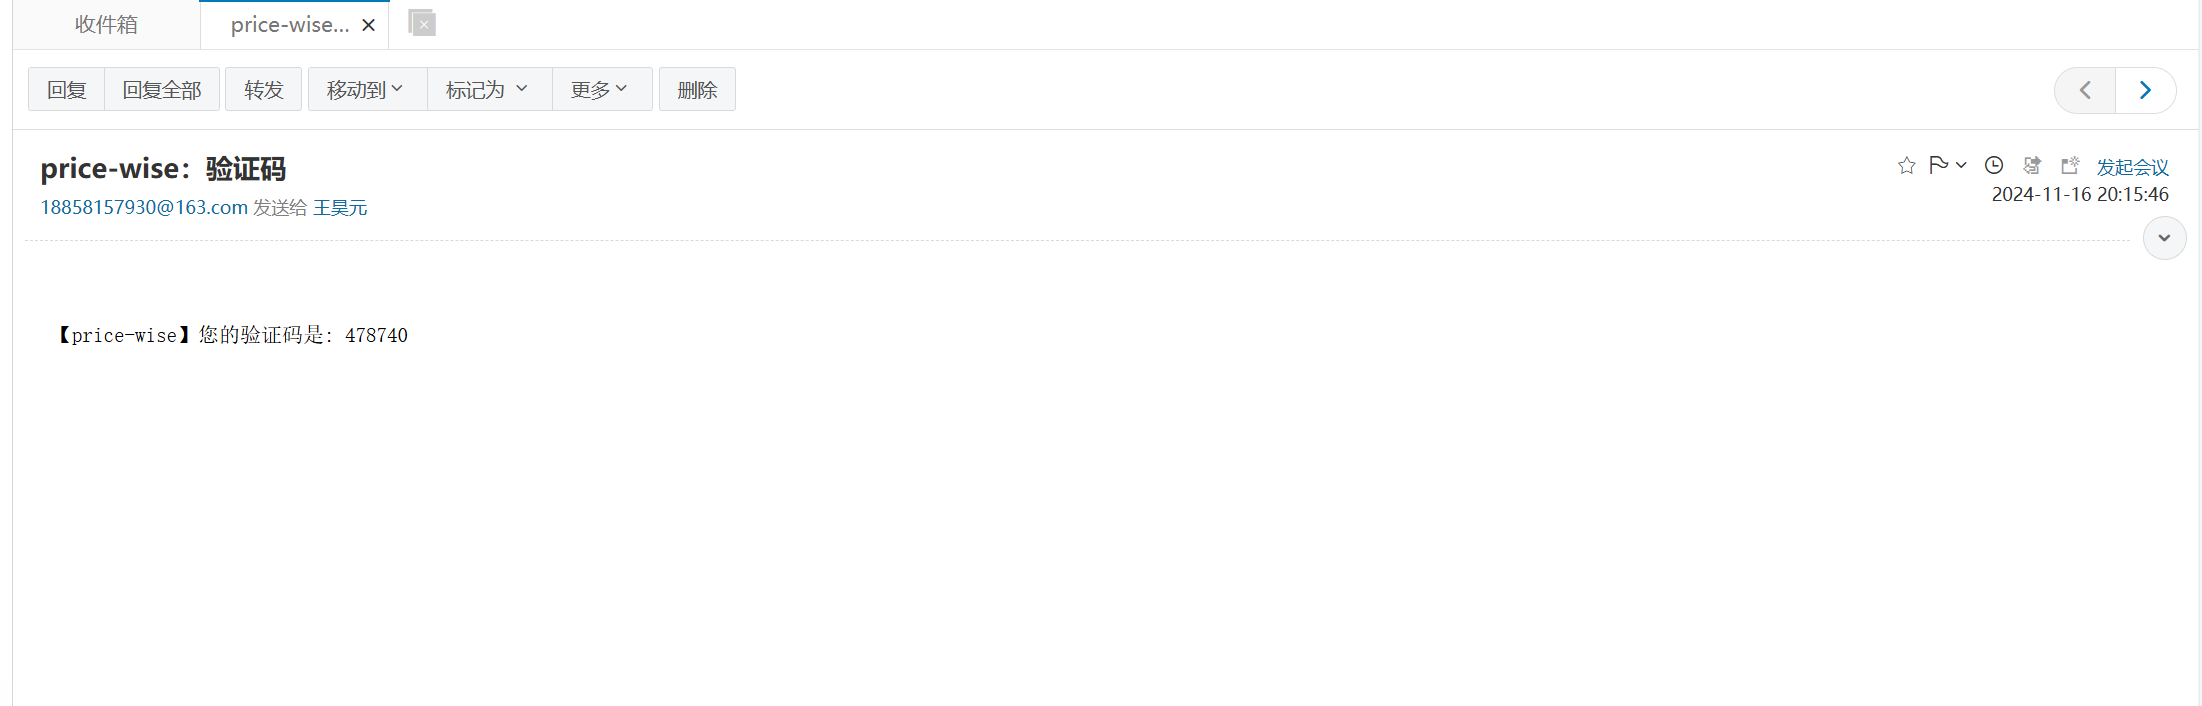 收件箱 price-wise...
回复 回复全部 转发 移动到 标记为 更多 删除
price-wise：验证码
发起会议
18858157930@163.com 发送给 王昊元
2024-11-16 20:15:46
【price-wise】您的验证码是: 478740